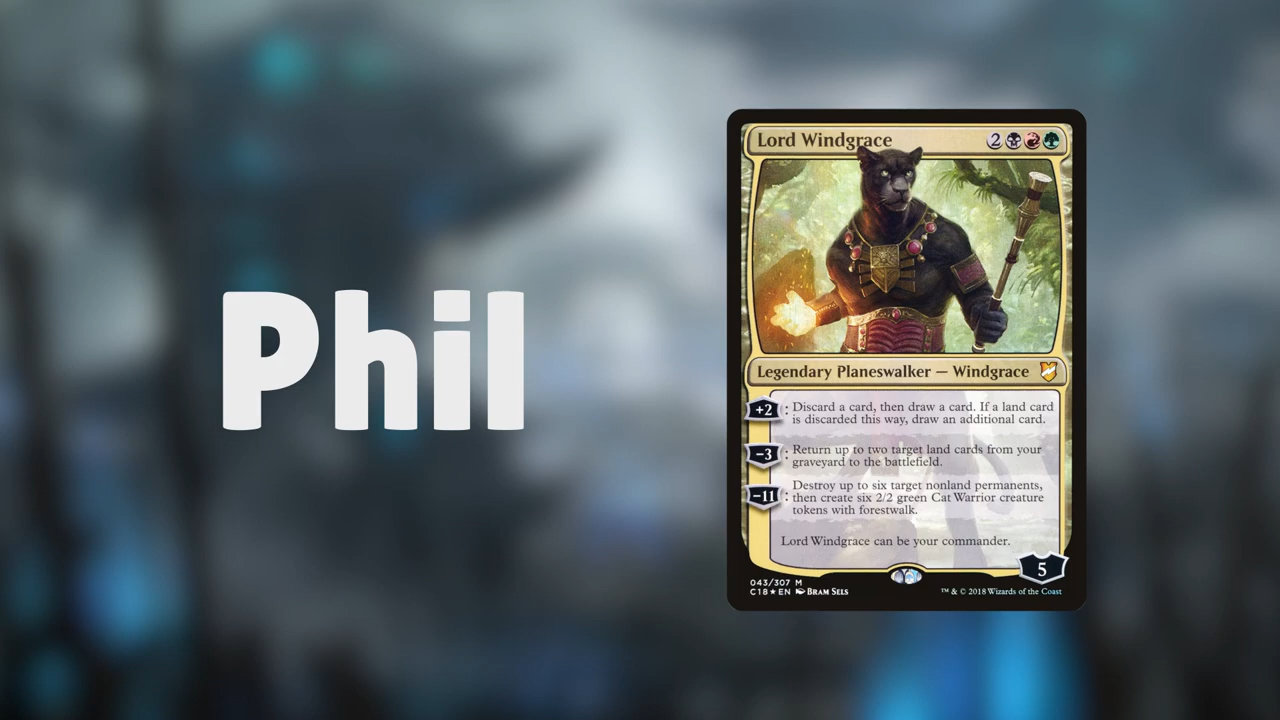 Phil
Lord Windgrace 2
Legendary Planeswalker — Windgrace
+2 : Discard a card, then draw a card. If a land card
is discarded this way, draw an additional card.
−3 : Return up to two target land cards from your
graveyard to the battlefield.
−11 : Destroy up to six target nonland permanents,
then create six 2/2 green Cat Warrior creature
tokens with forestwalk.
Lord Windgrace can be your commander.
5
043/307 M
C18★EN Bram Sels
™ & © 2018 Wizards of the Coast